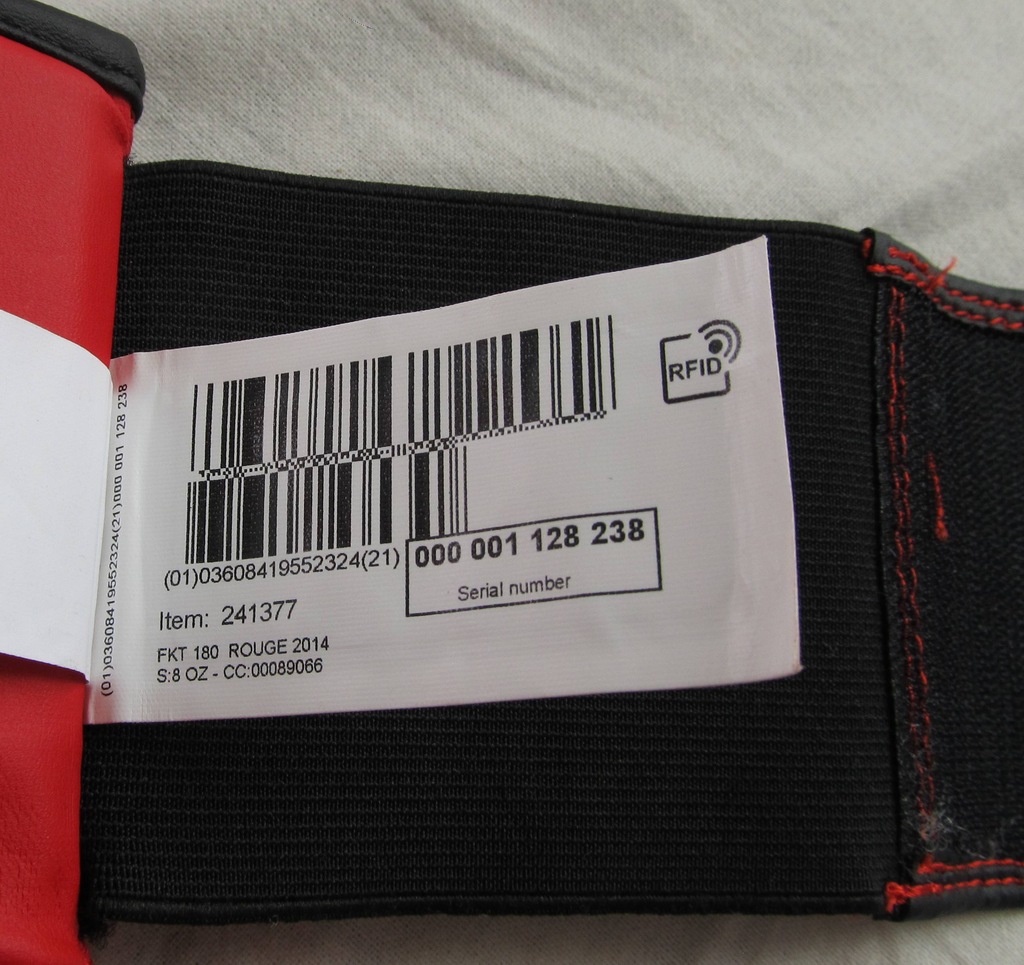 (01)03608419552324(21)000 001 128 238
RFID
(01)03608419552324(21)
000 001 128 238
Serial number
Item: 241377
FKT 180 ROUGE 2014
S:8 OZ - CC:00089066